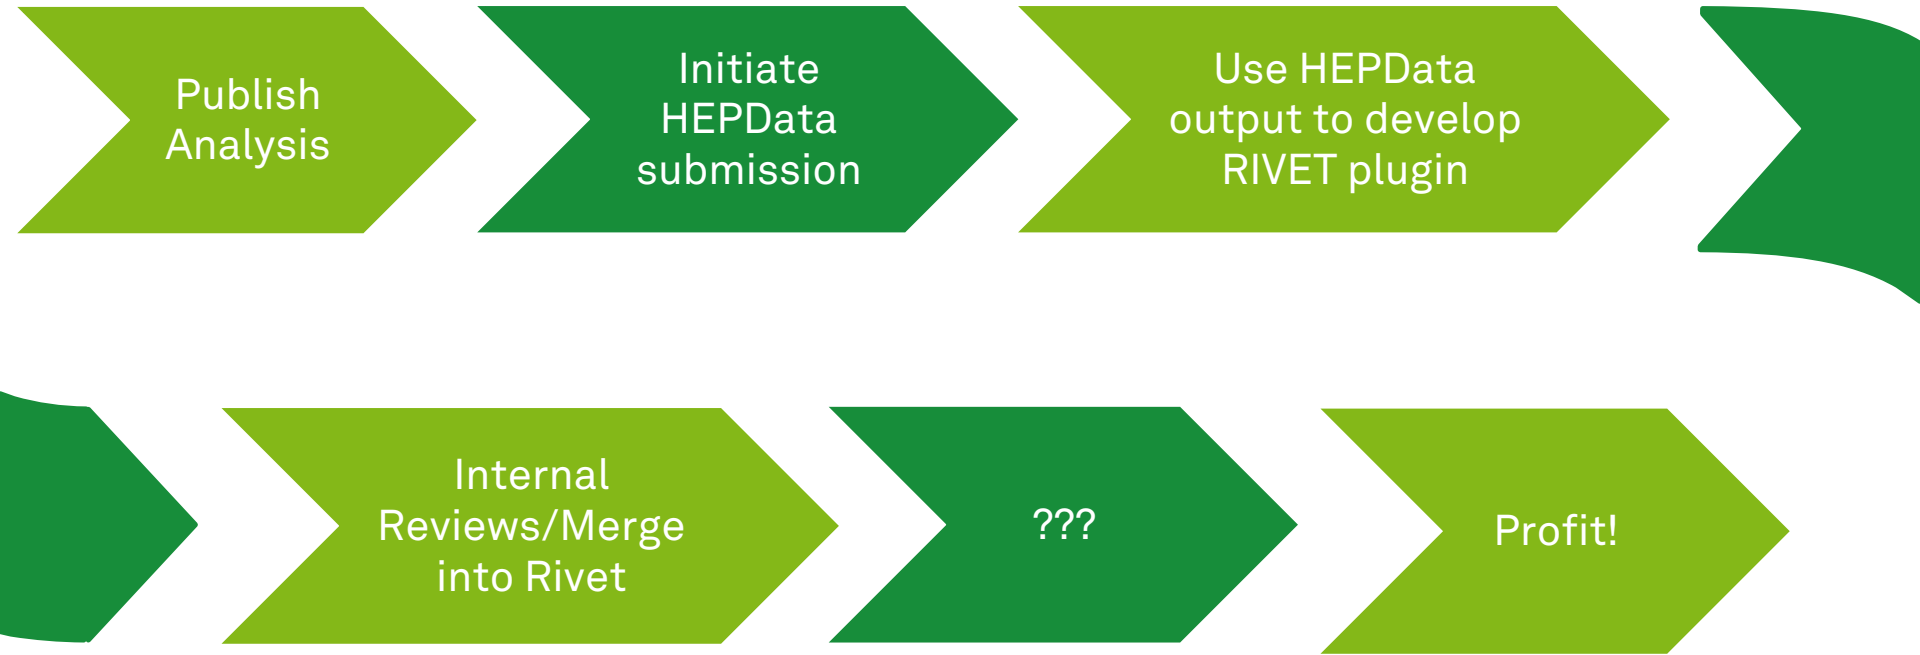 Publish
Analysis
Initiate
HEPData
submission
Use HEPData
output to develop
RIVET plugin
Internal
Reviews/Merge
into Rivet
???
Profit!